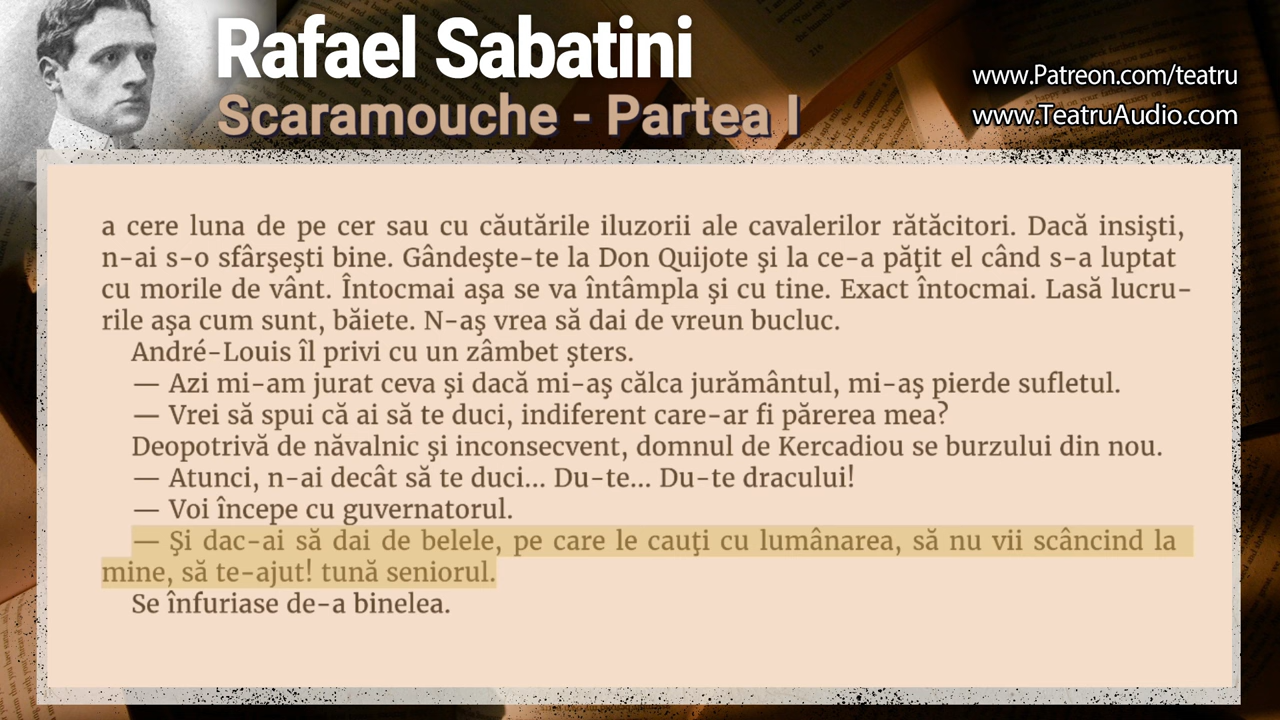 Rafael Sabatini
Scaramouche - Partea I
www.Patreon.com/teatru
www.TeatruAudio.com
a cere luna de pe cer sau cu căutările iluzorii ale cavalerilor rătăcitori. Dacă insişti,
n-ai s-o sfârşeşti bine. Gândeşte-te la Don Quijote şi la ce-a păţit el când s-a luptat
cu morile de vânt. Întocmai aşa se va întâmpla şi cu tine. Exact întocmai. Lasă lucru-
rile aşa cum sunt, băiete. N-aş vrea să dai de vreun bucluc.
André-Louis îl privi cu un zâmbet şters.
— Azi mi-am jurat ceva şi dacă mi-aş călca jurământul, mi-aş pierde sufletul.
— Vrei să spui că ai să te duci, indiferent care-ar fi părerea mea?
Deopotrivă de năvalnic şi inconsecvent, domnul de Kercadiou se burzului din nou.
— Atunci, n-ai decât să te duci... Du-te... Du-te dracului!
— Voi începe cu guvernatorul.
— Şi dac-ai să dai de belele, pe care le cauţi cu lumânarea, să nu vii scâncind la
mine, să te-ajut! tună seniorul.
Se înfuriase de-a binelea.